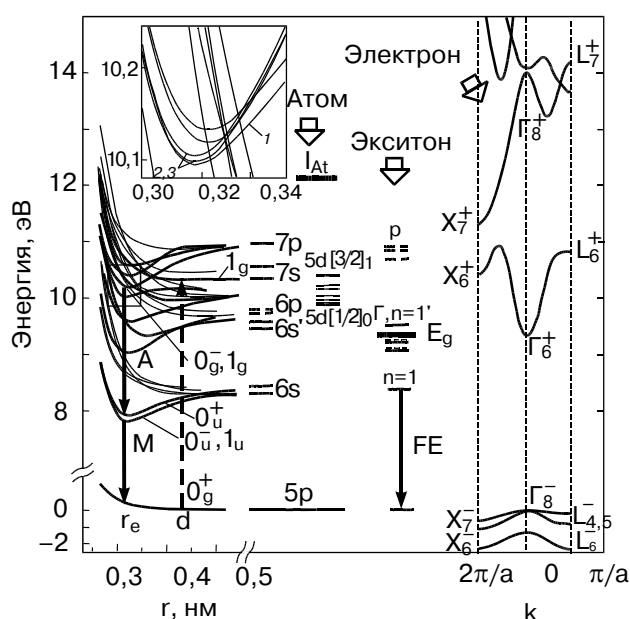 Энергия, эВ
14
12
10
8
0
−2
10,2
10,1
0,30
0,32
0,34
1
2,3
Атом
I_At
Экситон
Электрон
7p
1_g
7s
5d[3/2]_1
6p
6s'
5d[1/2]_0
Γ, n=1'
p
E_g
A
0_g^-, 1_g
6s
n=1
M
0_u^+
0_u^-, 1_u
FE
0_g^+
5p
r_e
d
0,3
0,4
0,5
r, нм
L_7^+
Γ_8^+
X_7^+
X_6^+
L_6^+
Γ_6^+
Γ_8^-
X_7^-
L_{4,5}^-
X_6^-
L_6^-
2π/a
0
π/a
k